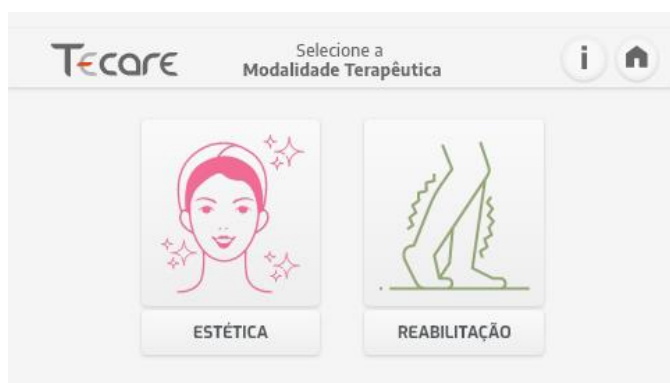 Tecare
Selecione a
Modalidade Terapêutica
i
ESTÉTICA
REABILITAÇÃO